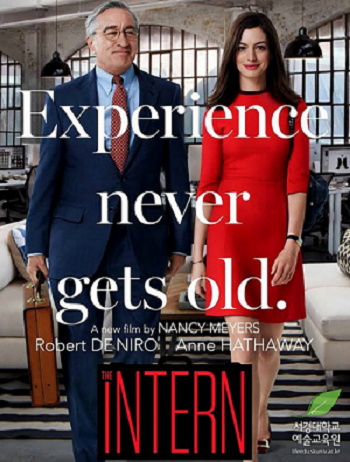 Experience
never
gets old.
A new film by NANCY MEYERS
Robert DE NIRO Anne HATHAWAY
THE
INTERN
서경대학교
예술교육원